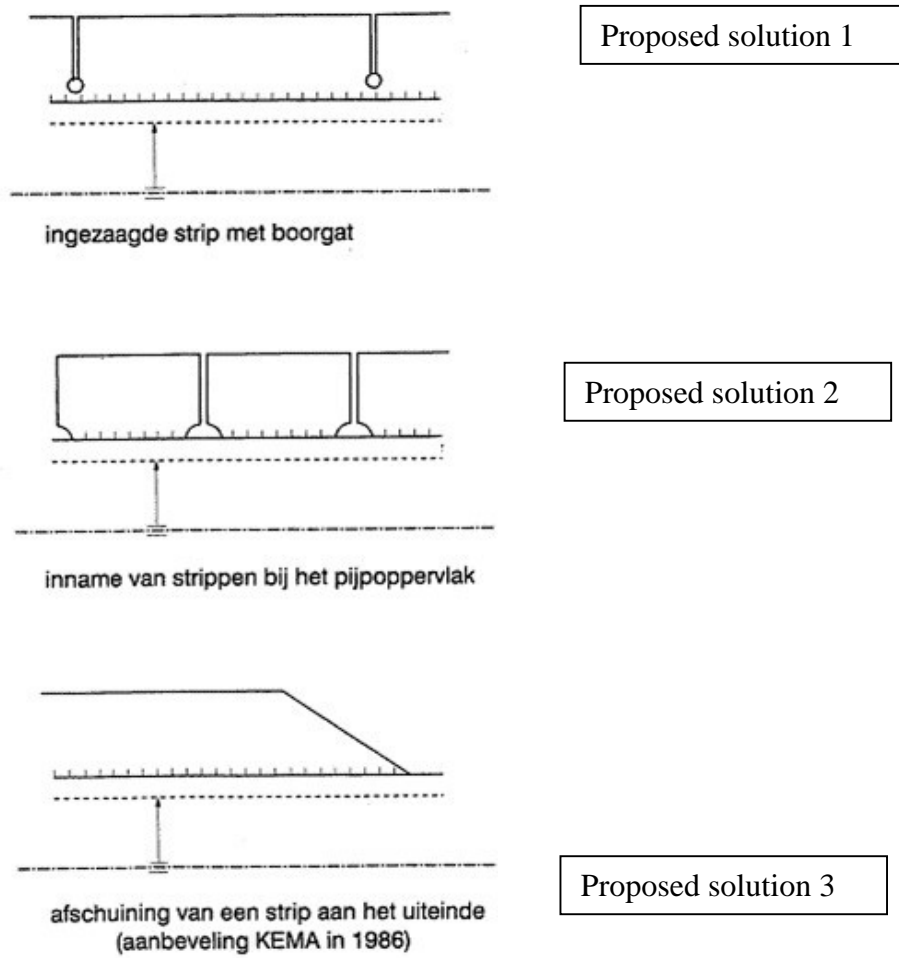 Proposed solution 1
ingezaagde strip met boorgat
Proposed solution 2
inname van strippen bij het pijpoppervlak
Proposed solution 3
afschuining van een strip aan het uiteinde
(aanbeveling KEMA in 1986)